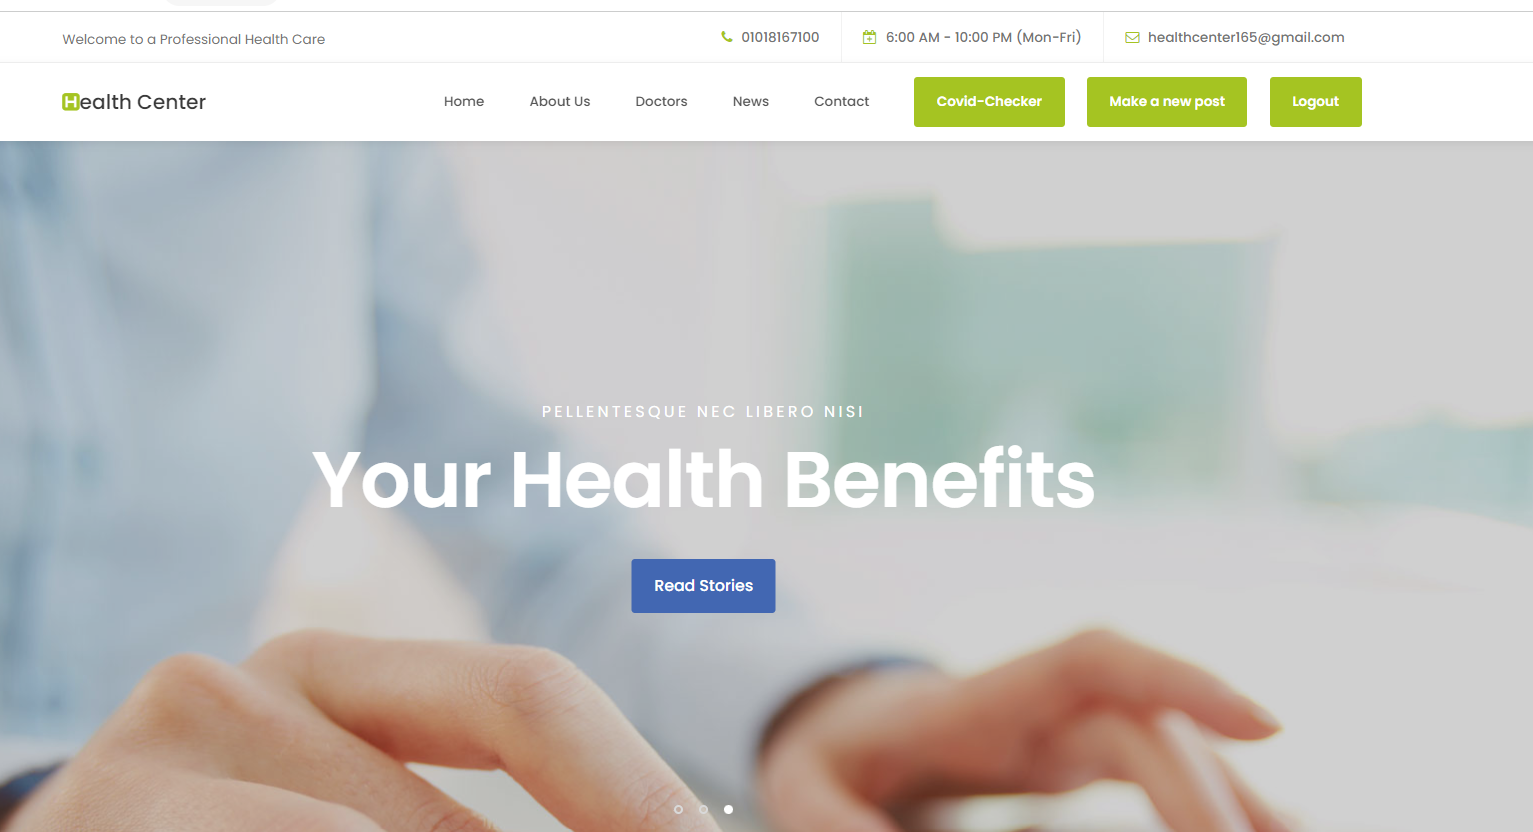 Welcome to a Professional Health Care
01018167100
6:00 AM - 10:00 PM (Mon-Fri)
healthcenter165@gmail.com
Health Center
Home
About Us
Doctors
News
Contact
Covid-Checker
Make a new post
Logout
PELLENTESQUE NEC LIBERO NISI
Your Health Benefits
Read Stories